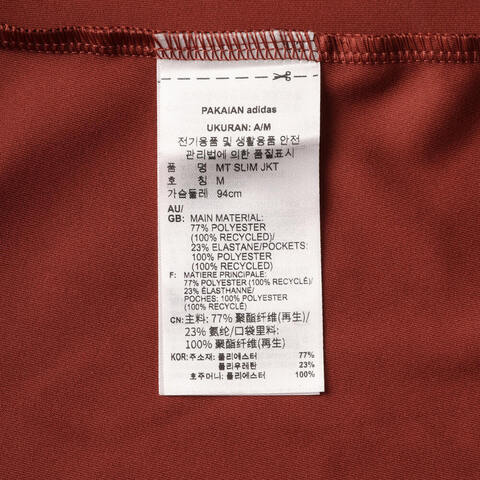 PAKAIAN adidas
UKURAN: A/M
전기용품 및 생활용품 안전
관리법에 의한 품질표시
품 명 MT SLIM JKT
호 칭 M
가슴둘레 94cm
AU/
GB: MAIN MATERIAL:
77% POLYESTER
(100% RECYCLED)/
23% ELASTANE/POCKETS:
100% POLYESTER
(100% RECYCLED)
F: MATIERE PRINCIPALE:
77% POLYESTER (100% RECYCLÉ)/
23% ÉLASTHANNE/
POCHES: 100% POLYESTER
(100% RECYCLÉ)
CN: 主料: 77% 聚酯纤维(再生)/
23% 氨纶/口袋里料:
100% 聚酯纤维(再生)
KOR: 주소재: 폴리에스터 77%
폴리우레탄 23%
호주머니: 폴리에스터 100%